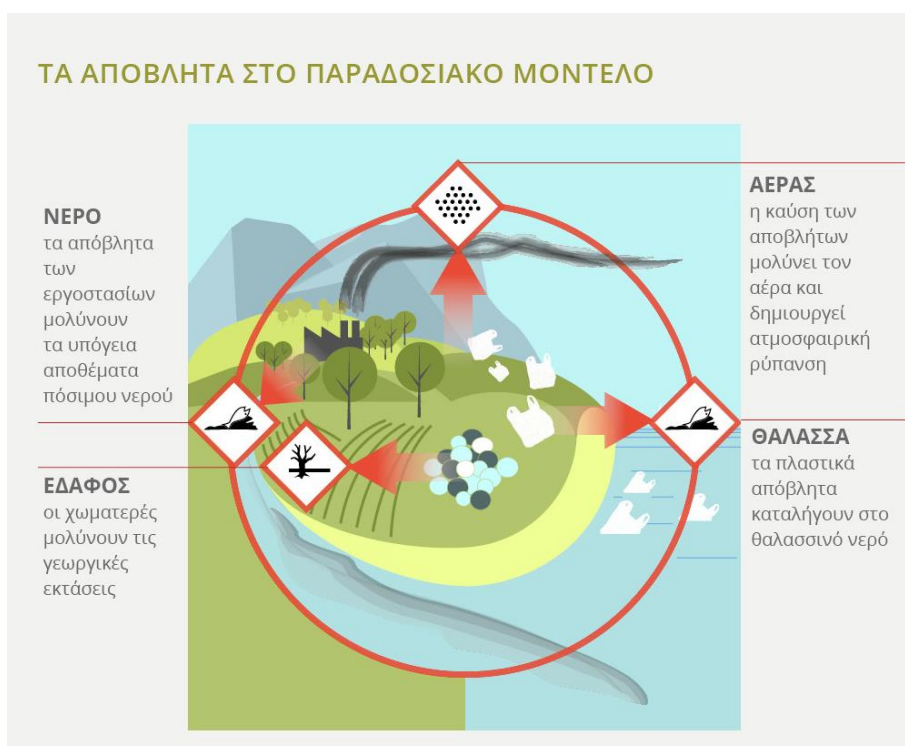 ΤΑ ΑΠΟΒΛΗΤΑ ΣΤΟ ΠΑΡΑΔΟΣΙΑΚΟ ΜΟΝΤΕΛΟ
ΝΕΡΟ
τα απόβλητα
των
εργοστασίων
μολύνουν
τα υπόγεια
αποθέματα
πόσιμου νερού
ΕΔΑΦΟΣ
οι χωματερές
μολύνουν τις
γεωργικές
εκτάσεις
ΑΕΡΑΣ
η καύση των
αποβλήτων
μολύνει τον
αέρα και
δημιουργεί
ατμοσφαιρική
ρύπανση
ΘΑΛΑΣΣΑ
τα πλαστικά
απόβλητα
καταλήγουν στο
θαλασσινό νερό